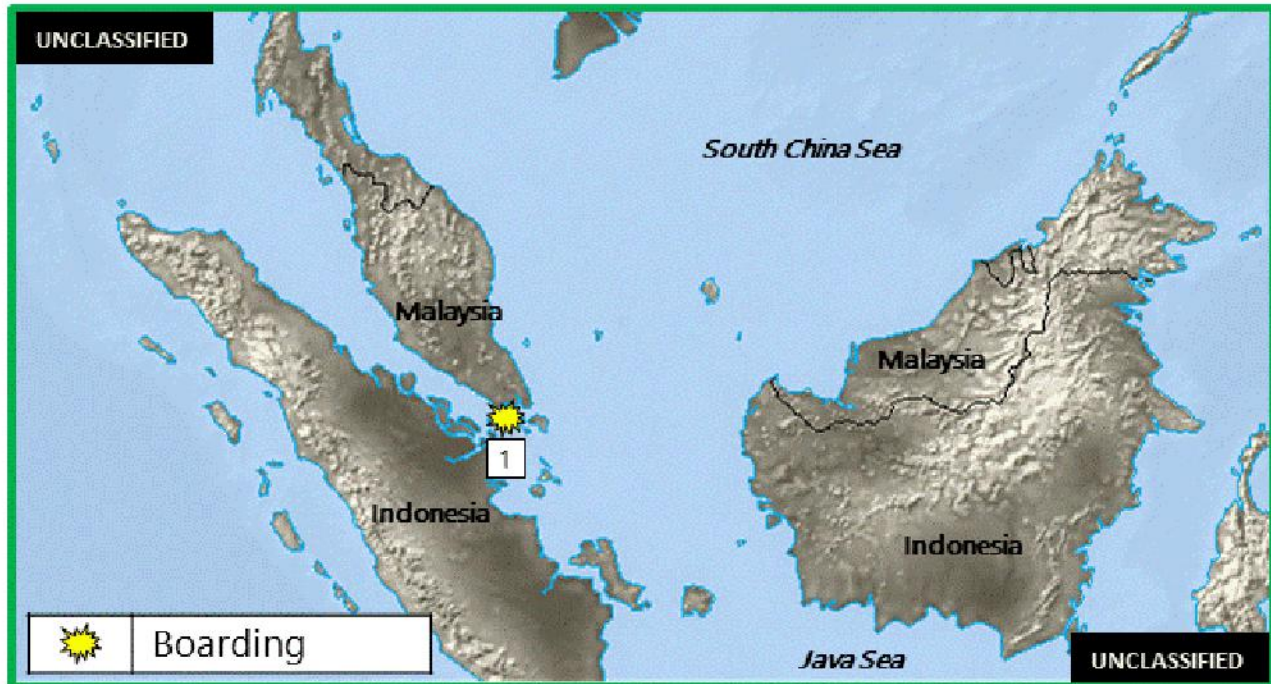 UNCLASSIFIED
South China Sea
Malaysia
Malaysia
1
Indonesia
Indonesia
Boarding
Java Sea
UNCLASSIFIED